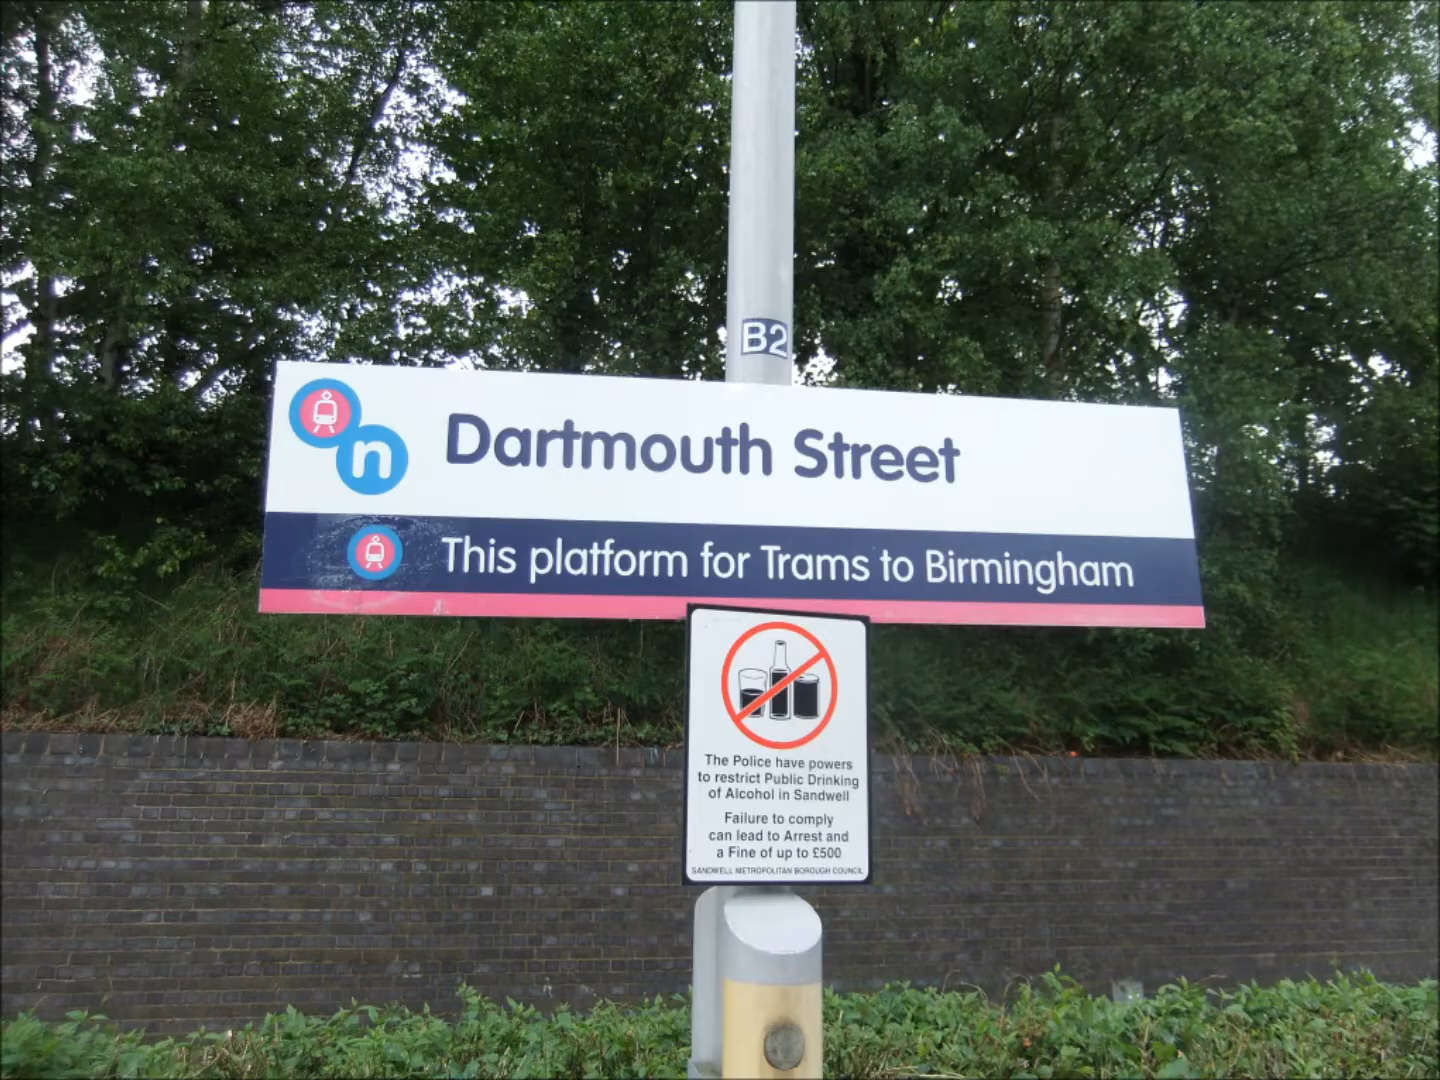 B2
n
Dartmouth Street
This platform for Trams to Birmingham
The Police have powers
to restrict Public Drinking
of Alcohol in Sandwell
Failure to comply
can lead to Arrest and
a Fine of up to £500
SANDWELL METROPOLITAN BOROUGH COUNCIL